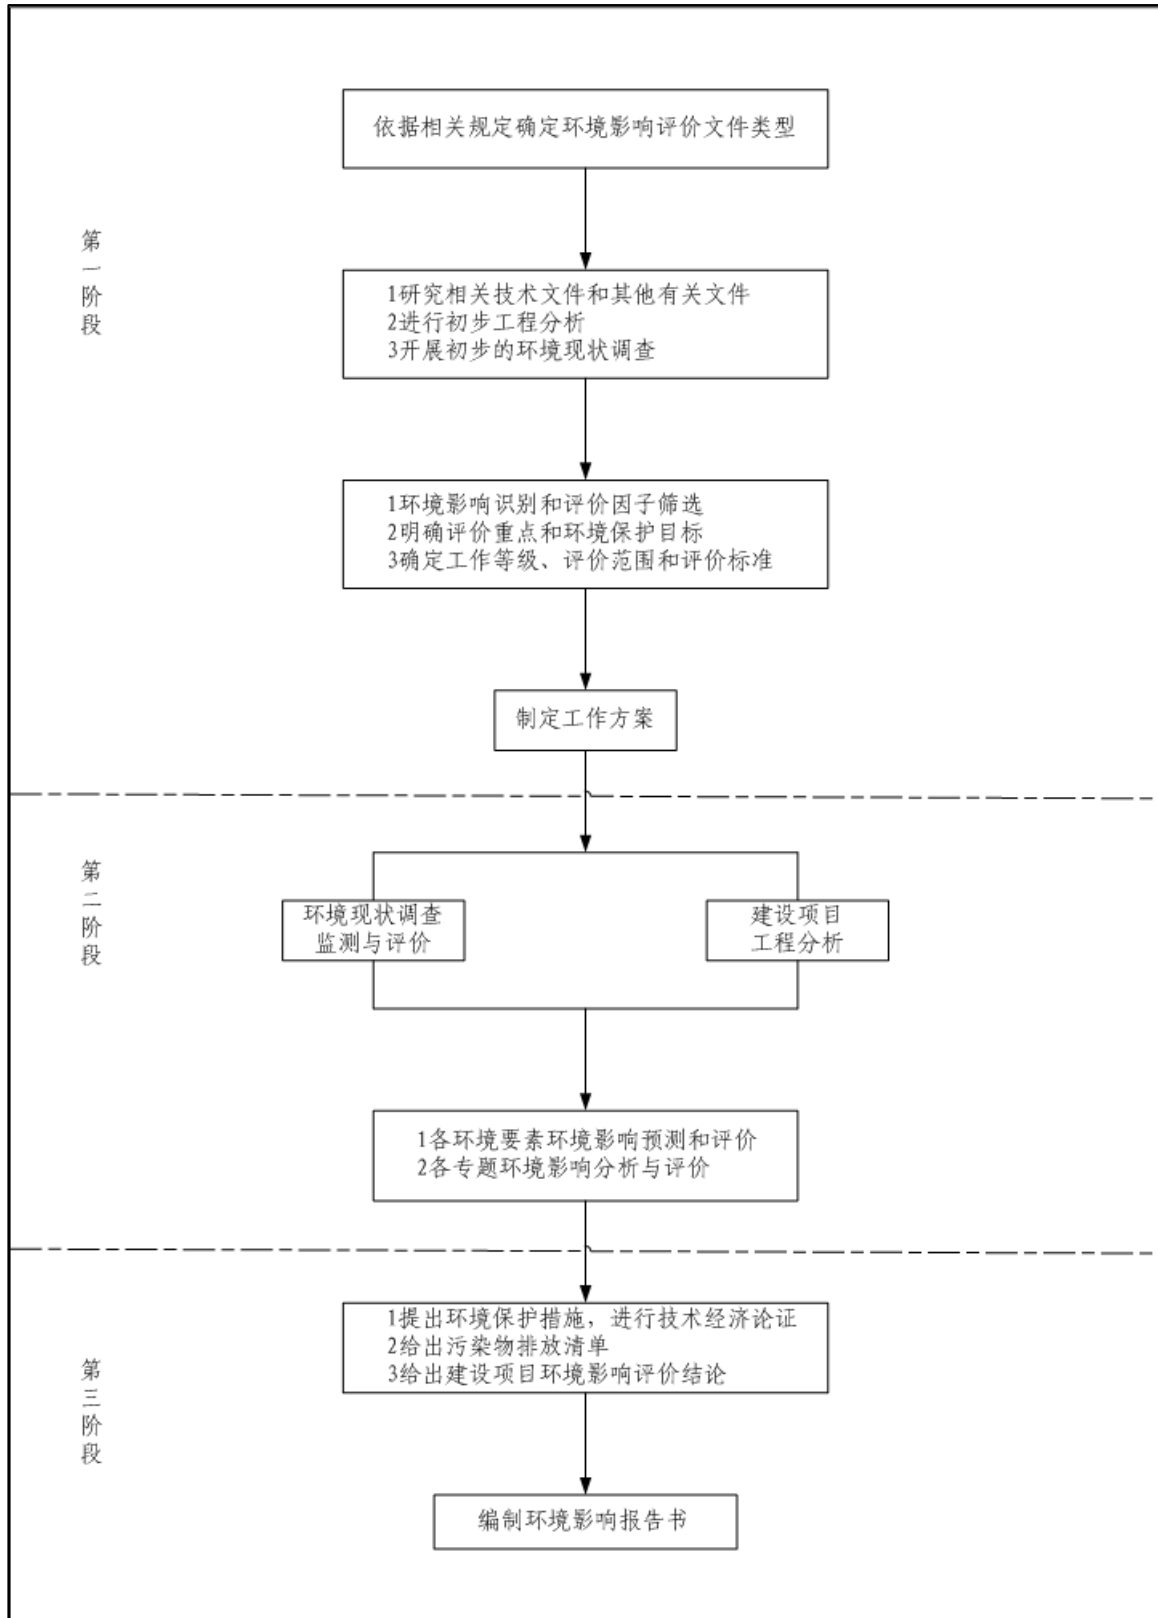 依据相关规定确定环境影响评价文件类型
第一阶段
1研究相关技术文件和其他有关文件
2进行初步工程分析
3开展初步的环境现状调查
1环境影响识别和评价因子筛选
2明确评价重点和环境保护目标
3确定工作等级、评价范围和评价标准
制定工作方案
第二阶段
环境现状调查
监测与评价
建设项目
工程分析
1各环境要素环境影响预测和评价
2各专题环境影响分析与评价
第三阶段
1提出环境保护措施，进行技术经济论证
2给出污染物排放清单
3给出建设项目环境影响评价结论
编制环境影响报告书